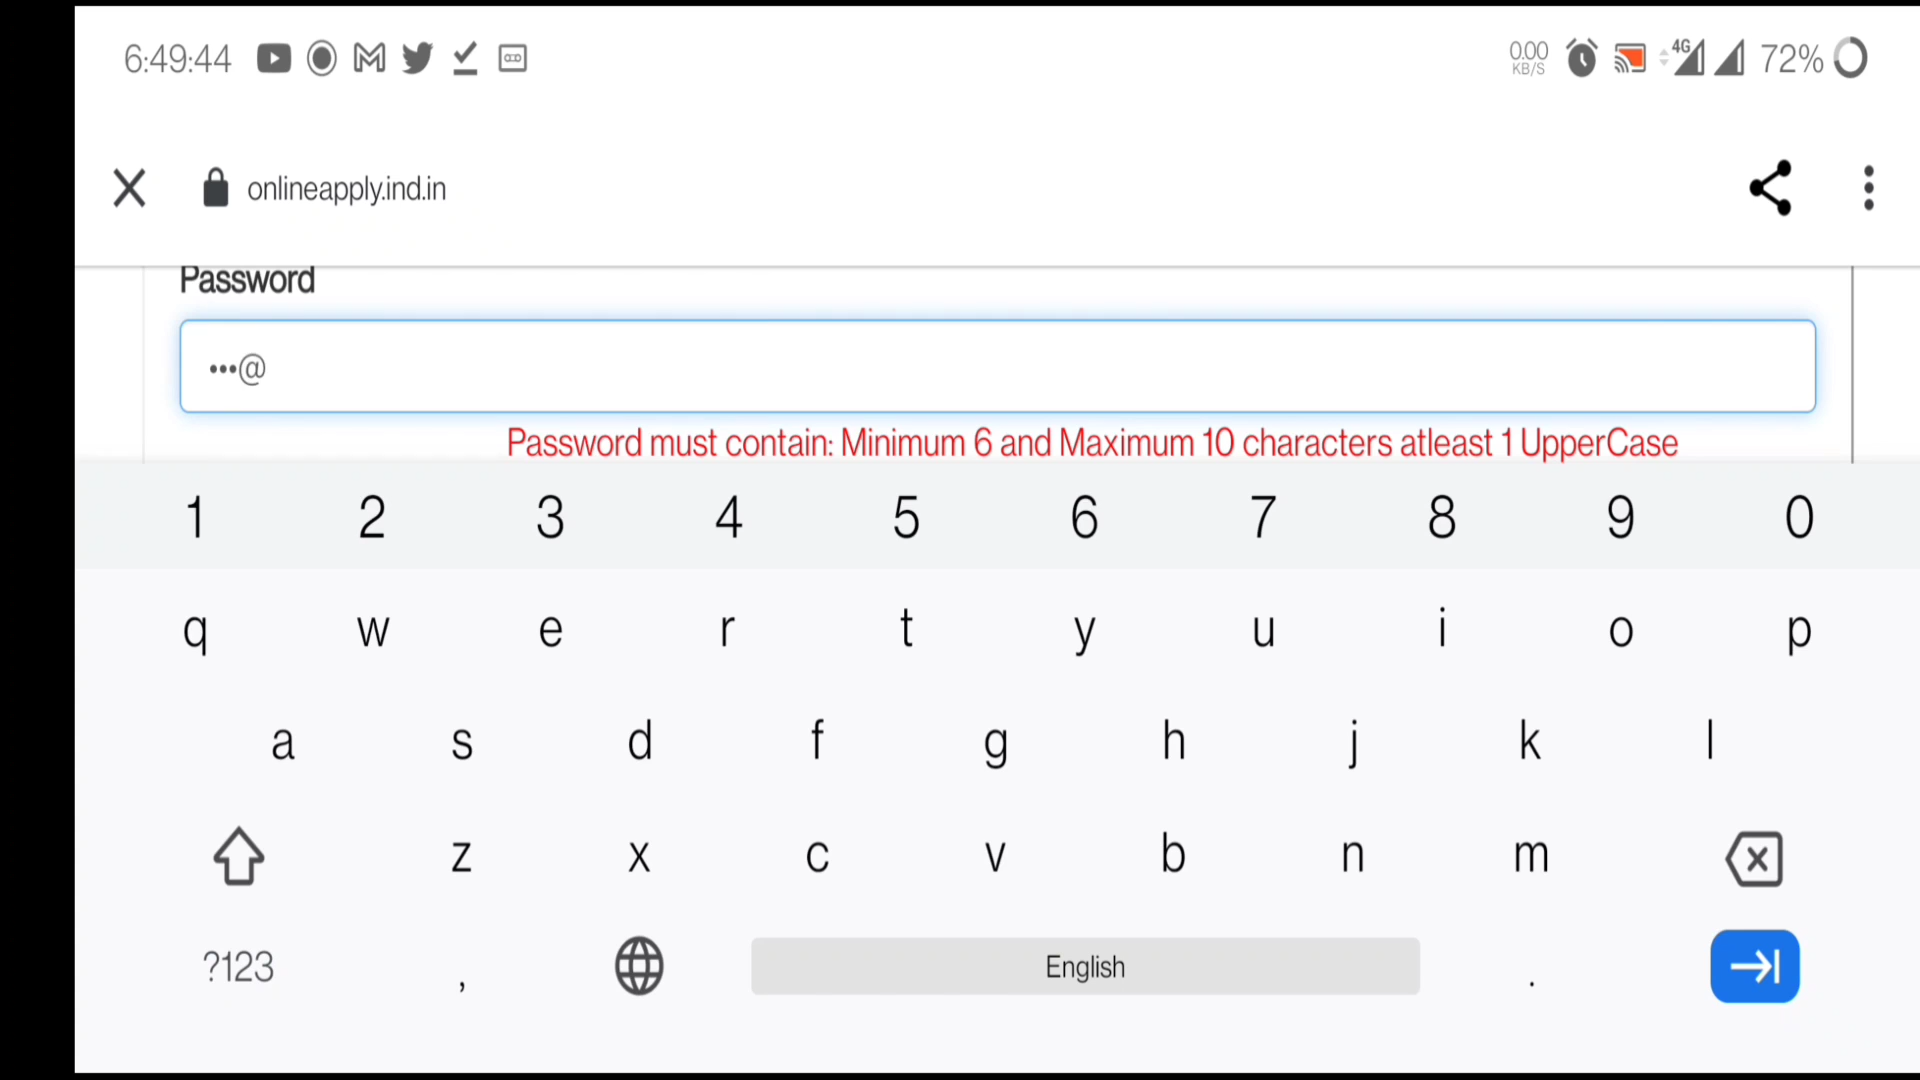 6:49:44 0.00 KB/S 4G 72%
onlineapply.ind.in
Password
•••@
Password must contain: Minimum 6 and Maximum 10 characters atleast 1 UpperCase
1 2 3 4 5 6 7 8 9 0
q w e r t y u i o p
a s d f g h j k l
z x c v b n m
?123 , English .